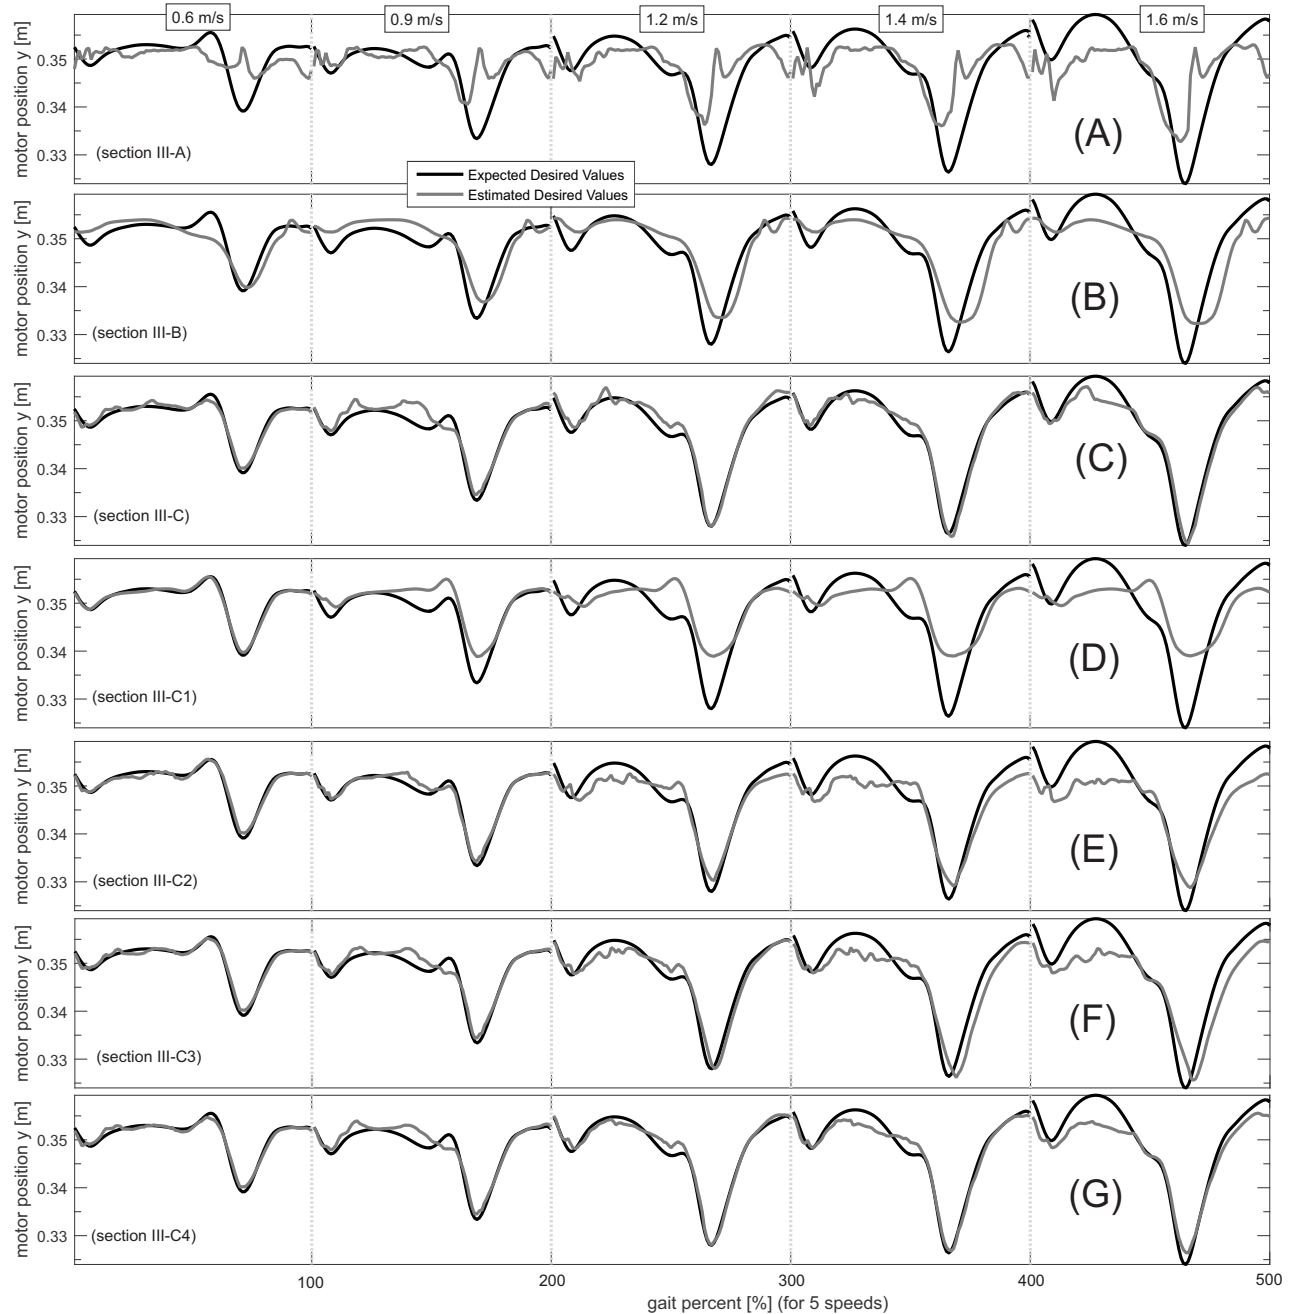 0.6 m/s
0.9 m/s
1.2 m/s
1.4 m/s
1.6 m/s
motor position y [m]
0.35
0.34
0.33
(section III-A)
(A)
Expected Desired Values
Estimated Desired Values
motor position y [m]
0.35
0.34
0.33
(section III-B)
(B)
motor position y [m]
0.35
0.34
0.33
(section III-C)
(C)
motor position y [m]
0.35
0.34
0.33
(section III-C1)
(D)
motor position y [m]
0.35
0.34
0.33
(section III-C2)
(E)
motor position y [m]
0.35
0.34
0.33
(section III-C3)
(F)
motor position y [m]
0.35
0.34
0.33
(section III-C4)
(G)
100
200
300
400
500
gait percent [%] (for 5 speeds)